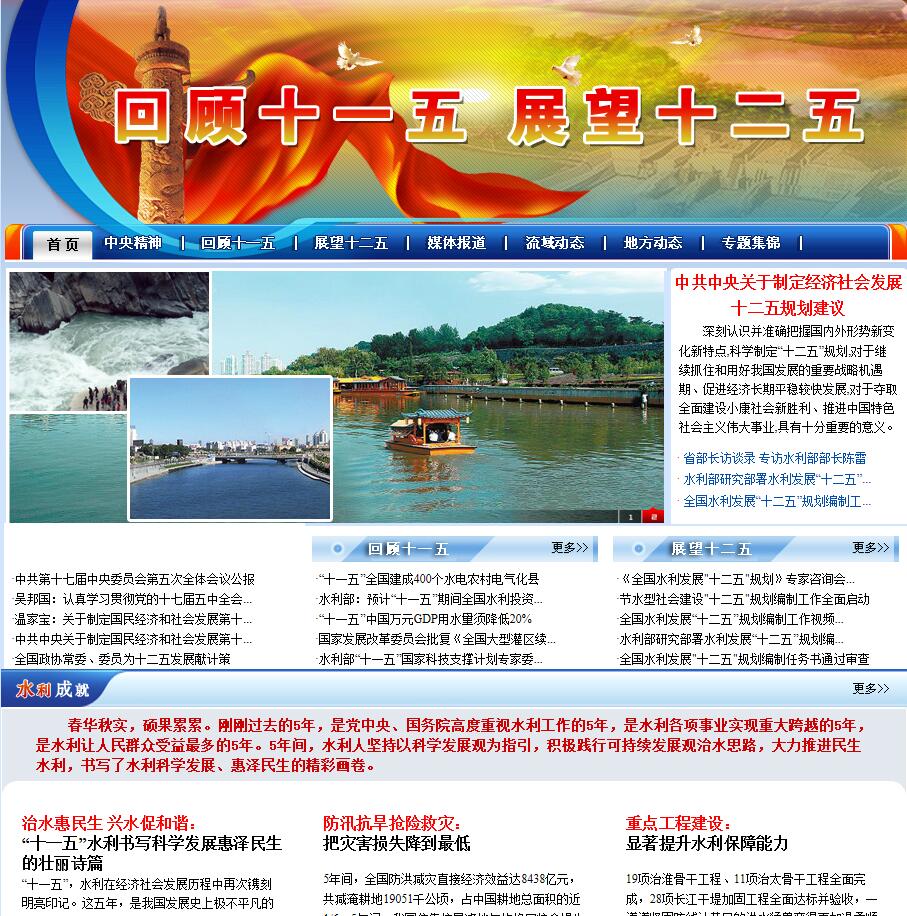 回顾十一五 展望十二五
首页 中央精神 | 回顾十一五 | 展望十二五 | 媒体报道 | 流域动态 | 地方动态 | 专题集锦 |
中共中央关于制定经济社会发展
十二五规划建议
深刻认识并准确把握国内外形势新变
化新特点,科学制定“十二五”规划,对于继
续抓住和用好我国发展的重要战略机遇
期、促进经济长期平稳较快发展,对于夺取
全面建设小康社会新胜利、推进中国特色
社会主义伟大事业,具有十分重要的意义。
· 省部长访谈录 专访水利部部长陈雷
· 水利部研究部署水利发展“十二五”...
· 全国水利发展“十二五”规划编制工...
1 2
·中共第十七届中央委员会第五次全体会议公报
·吴邦国：认真学习贯彻党的十七届五中全会...
·温家宝：关于制定国民经济和社会发展第十...
·中共中央关于制定国民经济和社会发展第十...
·全国政协常委、委员为十二五发展献计策
回顾十一五 更多>>
·“十一五”全国建成400个水电农村电气化县
·水利部：预计“十一五”期间全国水利投资...
·“十一五”中国万元GDP用水量须降低20%
·国家发展改革委员会批复《全国大型灌区续...
·水利部“十一五”国家科技支撑计划专家委...
展望十二五 更多>>
·《全国水利发展"十二五"规划》专家咨询会...
·节水型社会建设"十二五"规划编制工作全面启动
·全国水利发展“十二五”规划编制工作视频...
·水利部研究部署水利发展“十二五”规划编...
·全国水利发展"十二五"规划编制任务书通过审查
水利成就 更多>>
春华秋实，硕果累累。刚刚过去的5年，是党中央、国务院高度重视水利工作的5年，是水利各项事业实现重大跨越的5年，
是水利让人民群众受益最多的5年。5年间，水利人坚持以科学发展观为指引，积极践行可持续发展观治水思路，大力推进民生
水利，书写了水利科学发展、惠泽民生的精彩画卷。
治水惠民生 兴水促和谐：
“十一五”水利书写科学发展惠泽民生
的壮丽诗篇
“十一五”，水利在经济社会发展历程中再次镌刻
明亮印记。这五年，是我国发展史上极不平凡的
防汛抗旱抢险救灾：
把灾害损失降到最低
5年间，全国防洪减灾直接经济效益达8438亿元，
共减淹耕地19051千公顷，占中国耕地总面积的近
重点工程建设：
显著提升水利保障能力
19项治淮骨干工程、11项治太骨干工程全面完
成，28项长江干堤加固工程全面达标并验收，一